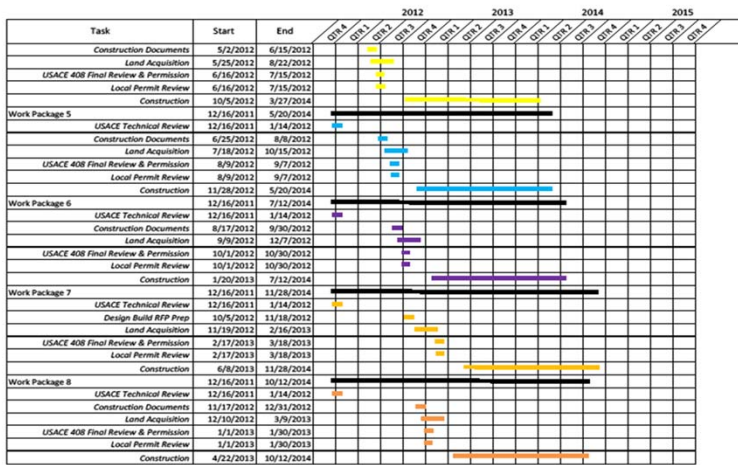 2012 2013 2014 2015
Task Start End QTR 4 QTR 1 QTR 2 QTR 3 QTR 4 QTR 1 QTR 2 QTR 3 QTR 4 QTR 1 QTR 2 QTR 3 QTR 4 QTR 1 QTR 2 QTR 3 QTR 4
Construction Documents 5/2/2012 6/15/2012
Land Acquisition 5/25/2012 8/22/2012
USACE 408 Final Review & Permission 6/16/2012 7/15/2012
Local Permit Review 6/16/2012 7/15/2012
Construction 10/5/2012 3/27/2014
Work Package 5 12/16/2011 5/20/2014
USACE Technical Review 12/16/2011 1/14/2012
Construction Documents 6/25/2012 8/8/2012
Land Acquisition 7/18/2012 10/15/2012
USACE 408 Final Review & Permission 8/9/2012 9/7/2012
Local Permit Review 8/9/2012 9/7/2012
Construction 11/28/2012 5/20/2014
Work Package 6 12/16/2011 7/12/2014
USACE Technical Review 12/16/2011 1/14/2012
Construction Documents 8/17/2012 9/30/2012
Land Acquisition 9/9/2012 12/7/2012
USACE 408 Final Review & Permission 10/1/2012 10/30/2012
Local Permit Review 10/1/2012 10/30/2012
Construction 1/20/2013 7/12/2014
Work Package 7 12/16/2011 11/28/2014
USACE Technical Review 12/16/2011 1/14/2012
Design Build RFP Prep 10/5/2012 11/18/2012
Land Acquisition 11/19/2012 2/16/2013
USACE 408 Final Review & Permission 2/17/2013 3/18/2013
Local Permit Review 2/17/2013 3/18/2013
Construction 6/8/2013 11/28/2014
Work Package 8 12/16/2011 10/12/2014
USACE Technical Review 12/16/2011 1/14/2012
Construction Documents 11/17/2012 12/31/2012
Land Acquisition 12/10/2012 3/9/2013
USACE 408 Final Review & Permission 1/1/2013 1/30/2013
Local Permit Review 1/1/2013 1/30/2013
Construction 4/22/2013 10/12/2014